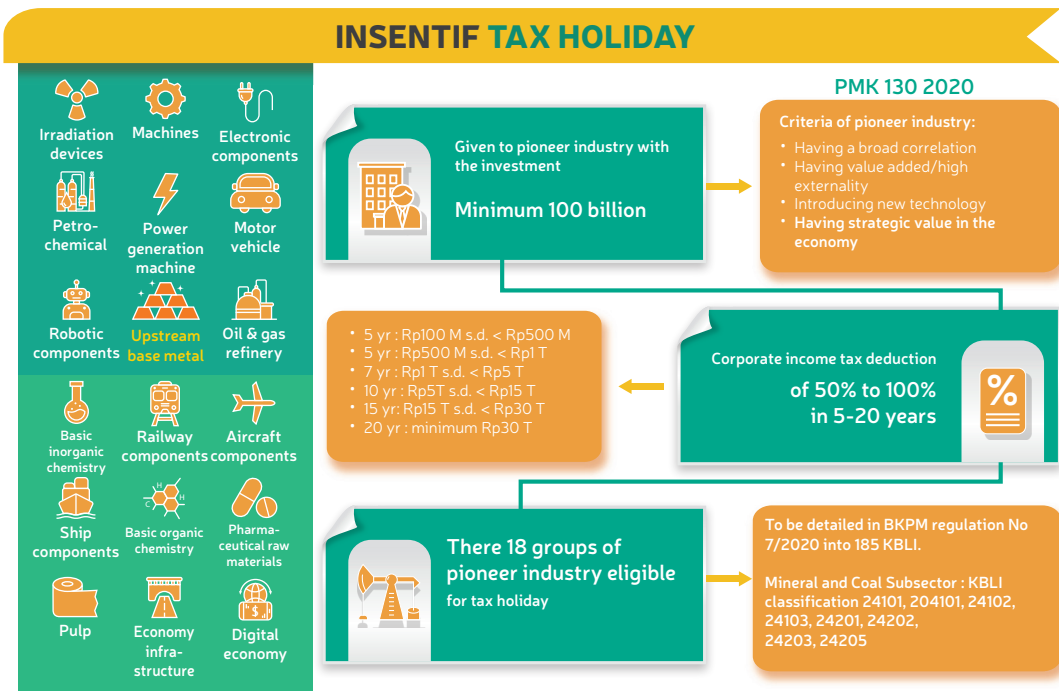 INSENTIF TAX HOLIDAY
Irradiation
devices
Machines
Electronic
components
Petro-
chemical
Power
generation
machine
Motor
vehicle
Robotic
components
Upstream
base metal
Oil & gas
refinery
Basic
inorganic
chemistry
Railway
components
Aircraft
components
Ship
components
H
H
C
Basic organic
chemistry
Pharma-
ceutical raw
materials
Pulp
Economy
infra-
structure
$
Digital
economy
Given to pioneer industry with
the investment
Minimum 100 billion
PMK 130 2020
Criteria of pioneer industry:
• Having a broad correlation
• Having value added/high
externality
• Introducing new technology
• Having strategic value in the
economy
Corporate income tax deduction
of 50% to 100%
in 5-20 years
%
• 5 yr : Rp100 M s.d. < Rp500 M
• 5 yr : Rp500 M s.d. < Rp1 T
• 7 yr : Rp1 T s.d. < Rp5 T
• 10 yr : Rp5T s.d. < Rp15 T
• 15 yr: Rp15 T s.d. < Rp30 T
• 20 yr : minimum Rp30 T
There 18 groups of
pioneer industry eligible
for tax holiday
To be detailed in BKPM regulation No
7/2020 into 185 KBLI.
Mineral and Coal Subsector : KBLI
classification 24101, 204101, 24102,
24103, 24201, 24202,
24203, 24205